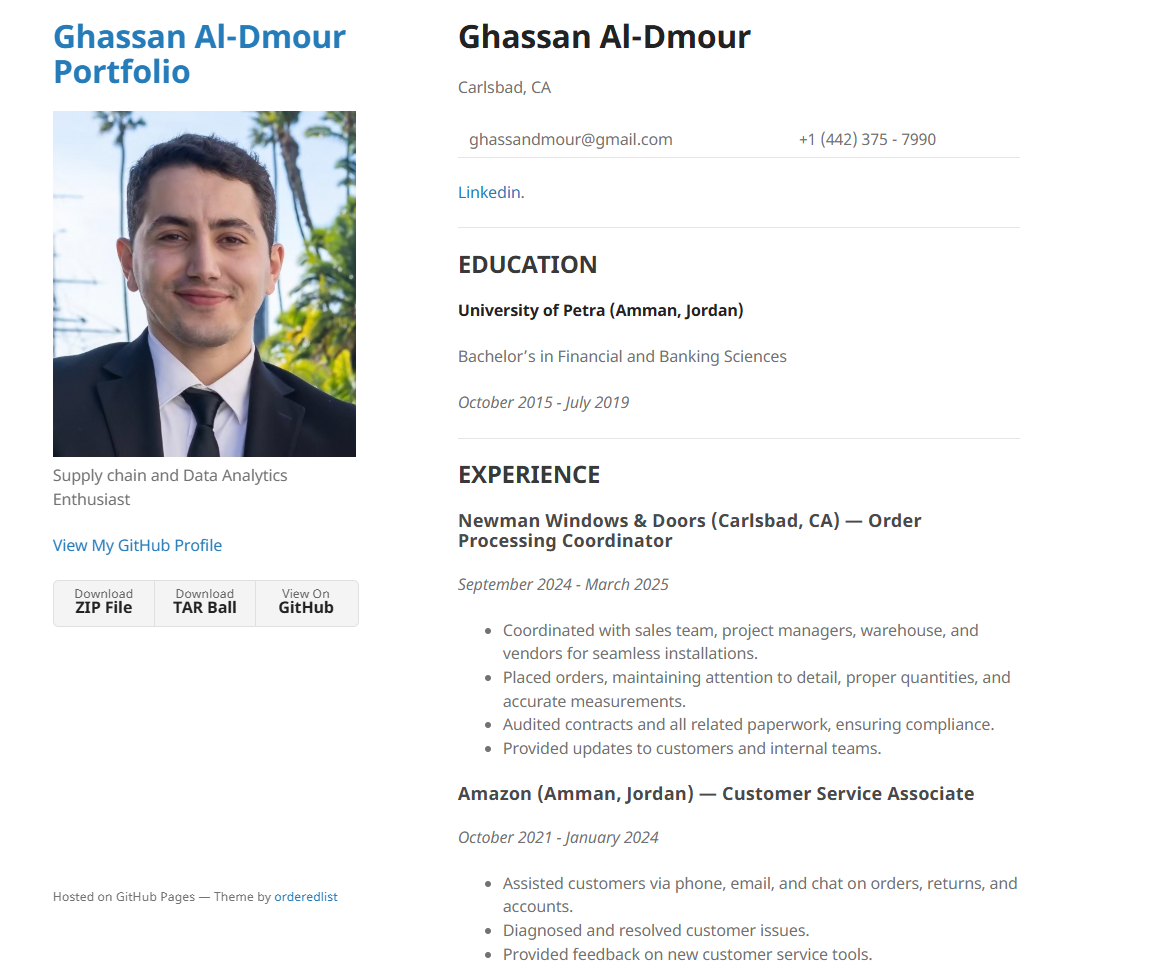 Ghassan Al-Dmour
Portfolio
Supply chain and Data Analytics
Enthusiast
View My GitHub Profile
Download
ZIP File
Download
TAR Ball
View On
GitHub
Hosted on GitHub Pages — Theme by orderedlist
Ghassan Al-Dmour
Carlsbad, CA
ghassandmour@gmail.com +1 (442) 375 - 7990
Linkedin.
EDUCATION
University of Petra (Amman, Jordan)
Bachelor’s in Financial and Banking Sciences
October 2015 - July 2019
EXPERIENCE
Newman Windows & Doors (Carlsbad, CA) — Order
Processing Coordinator
September 2024 - March 2025
• Coordinated with sales team, project managers, warehouse, and
vendors for seamless installations.
• Placed orders, maintaining attention to detail, proper quantities, and
accurate measurements.
• Audited contracts and all related paperwork, ensuring compliance.
• Provided updates to customers and internal teams.
Amazon (Amman, Jordan) — Customer Service Associate
October 2021 - January 2024
• Assisted customers via phone, email, and chat on orders, returns, and
accounts.
• Diagnosed and resolved customer issues.
• Provided feedback on new customer service tools.